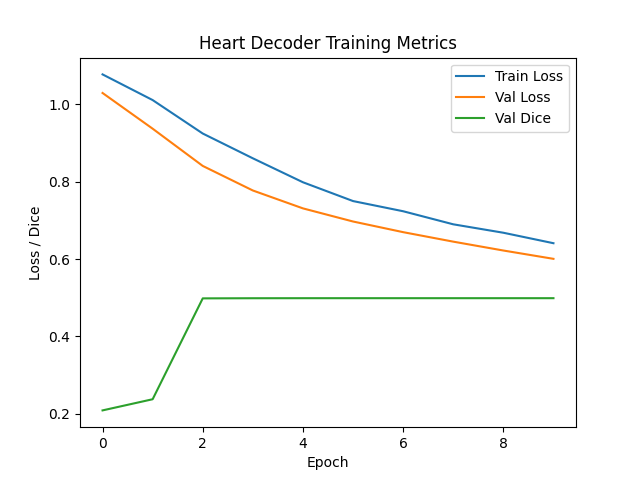 Heart Decoder Training Metrics
Train Loss
Val Loss
Val Dice
Loss / Dice
1.0
0.8
0.6
0.4
0.2
0 2 4 6 8
Epoch